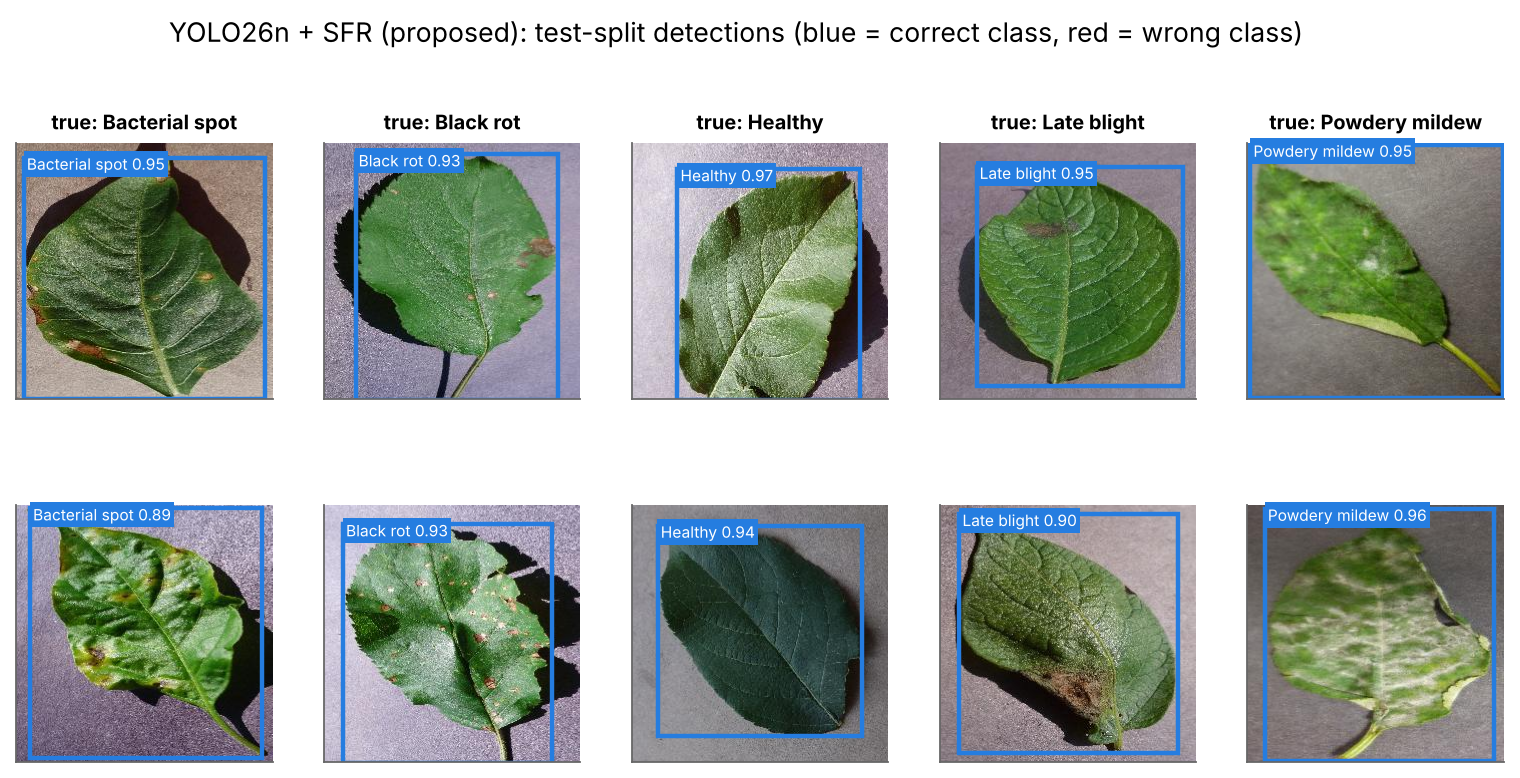 YOLO26n + SFR (proposed): test-split detections (blue = correct class, red = wrong class)
true: Bacterial spot
true: Black rot
true: Healthy
true: Late blight
true: Powdery mildew
Bacterial spot 0.95
Black rot 0.93
Healthy 0.97
Late blight 0.95
Powdery mildew 0.95
Bacterial spot 0.89
Black rot 0.93
Healthy 0.94
Late blight 0.90
Powdery mildew 0.96